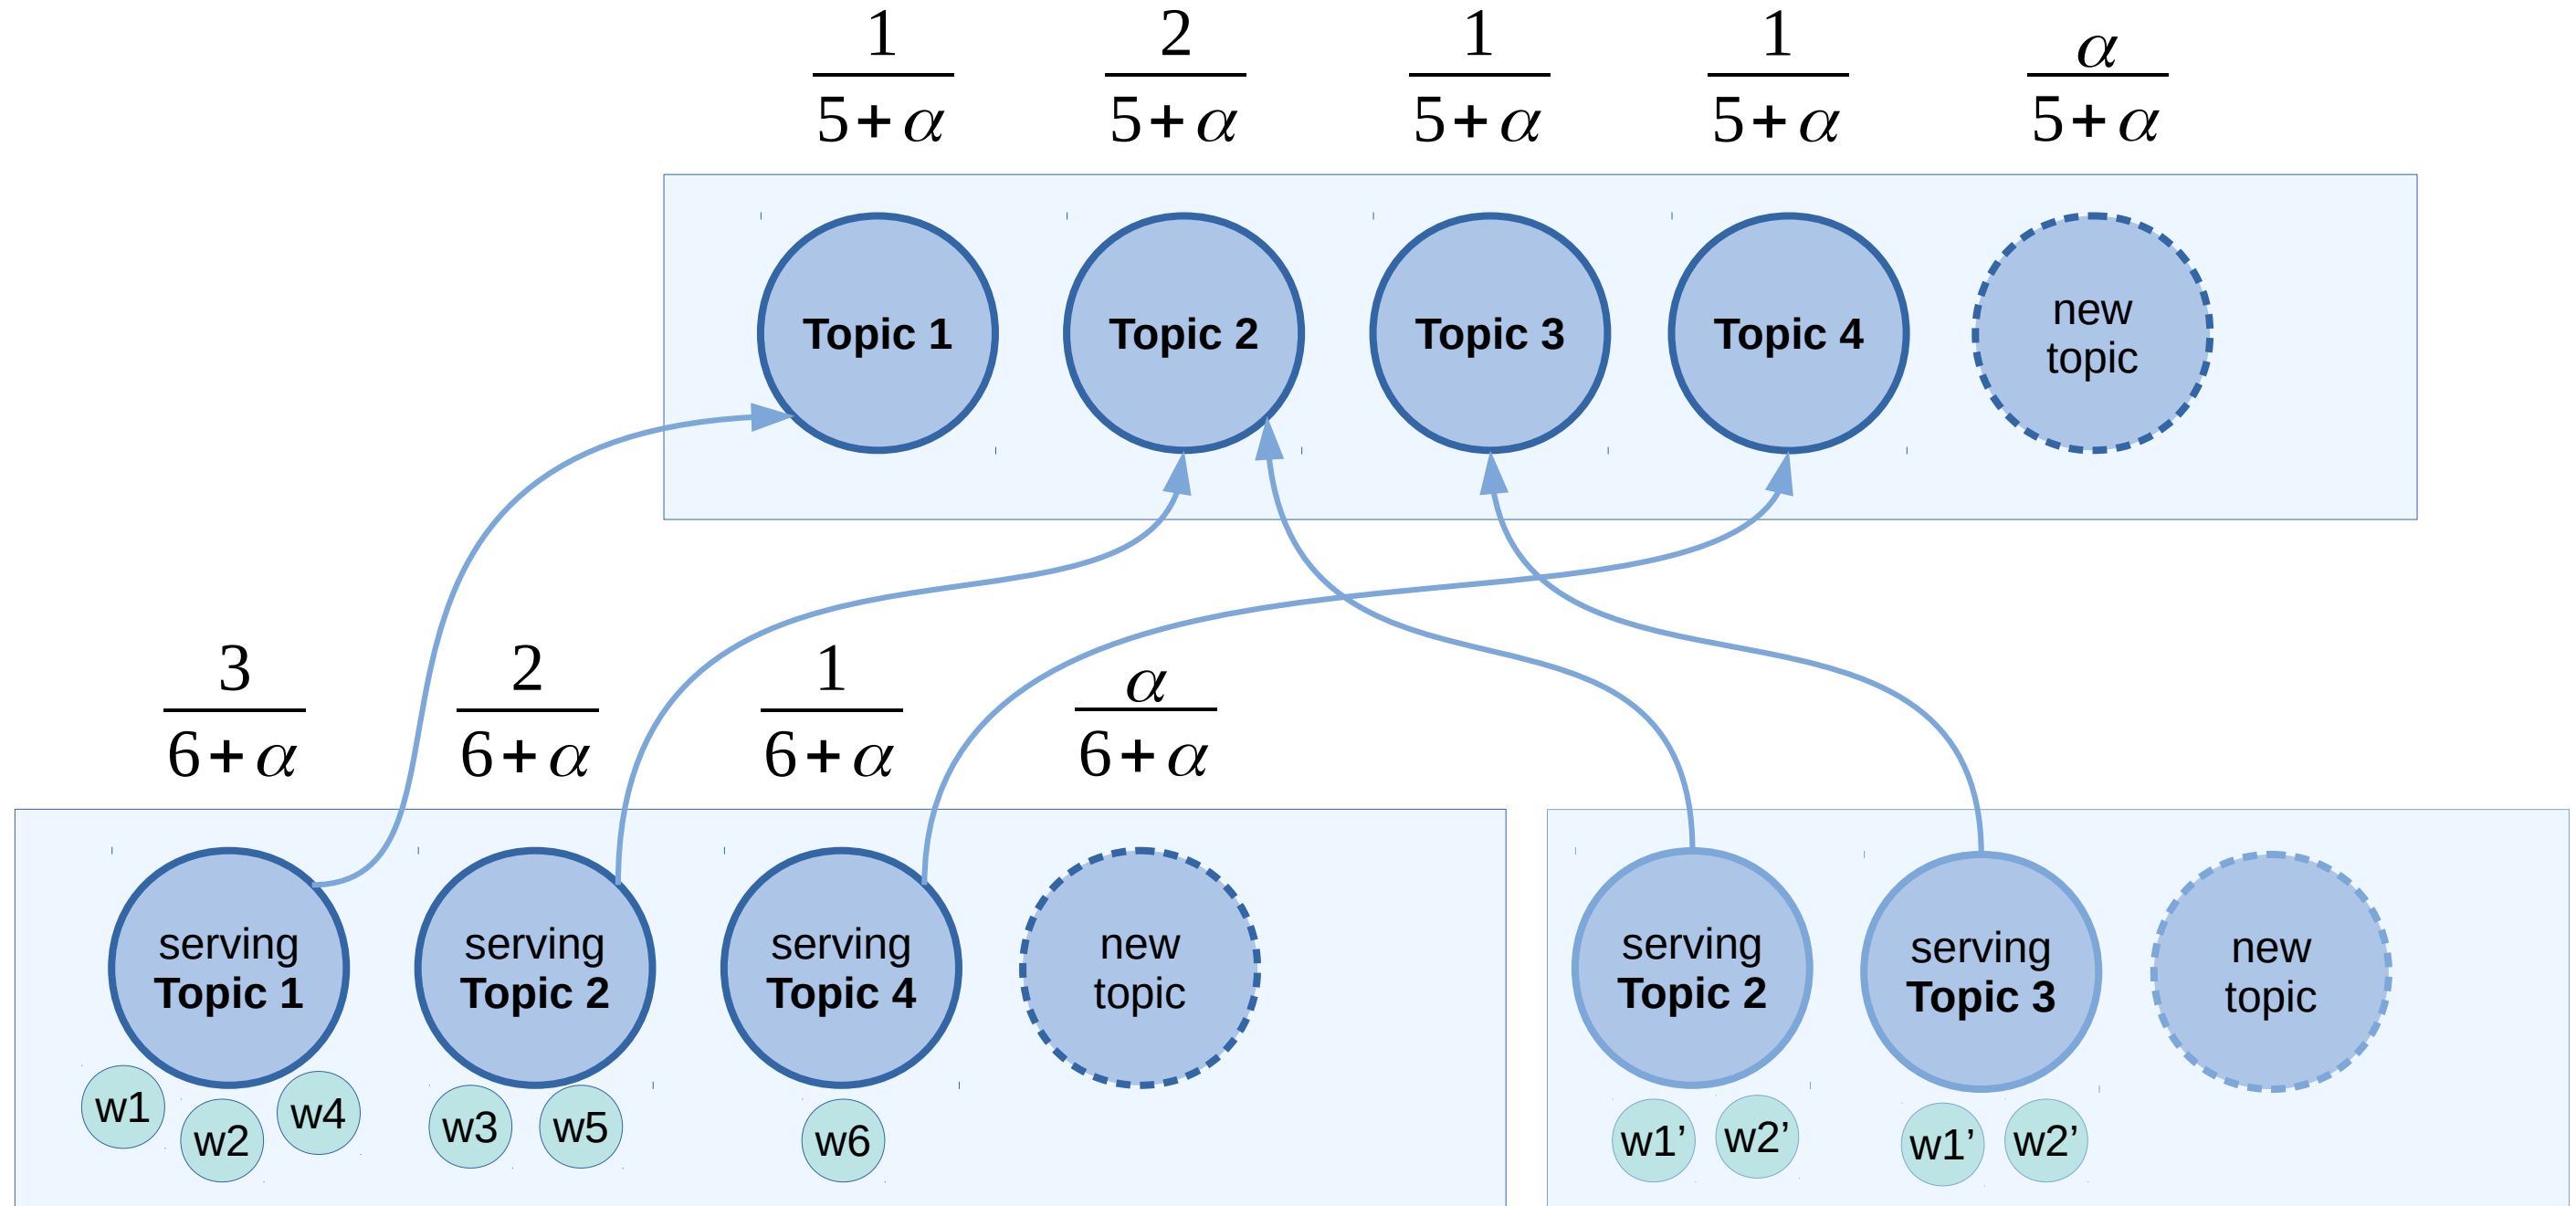 1 2 1 1 α
5+α 5+α 5+α 5+α 5+α
Topic 1 Topic 2 Topic 3 Topic 4 new
topic
3 2 1 α
6+α 6+α 6+α 6+α
serving serving serving new serving serving new
Topic 1 Topic 2 Topic 4 topic Topic 2 Topic 3 topic
w1 w2 w4 w3 w5 w6 w1’ w2’ w1’ w2’